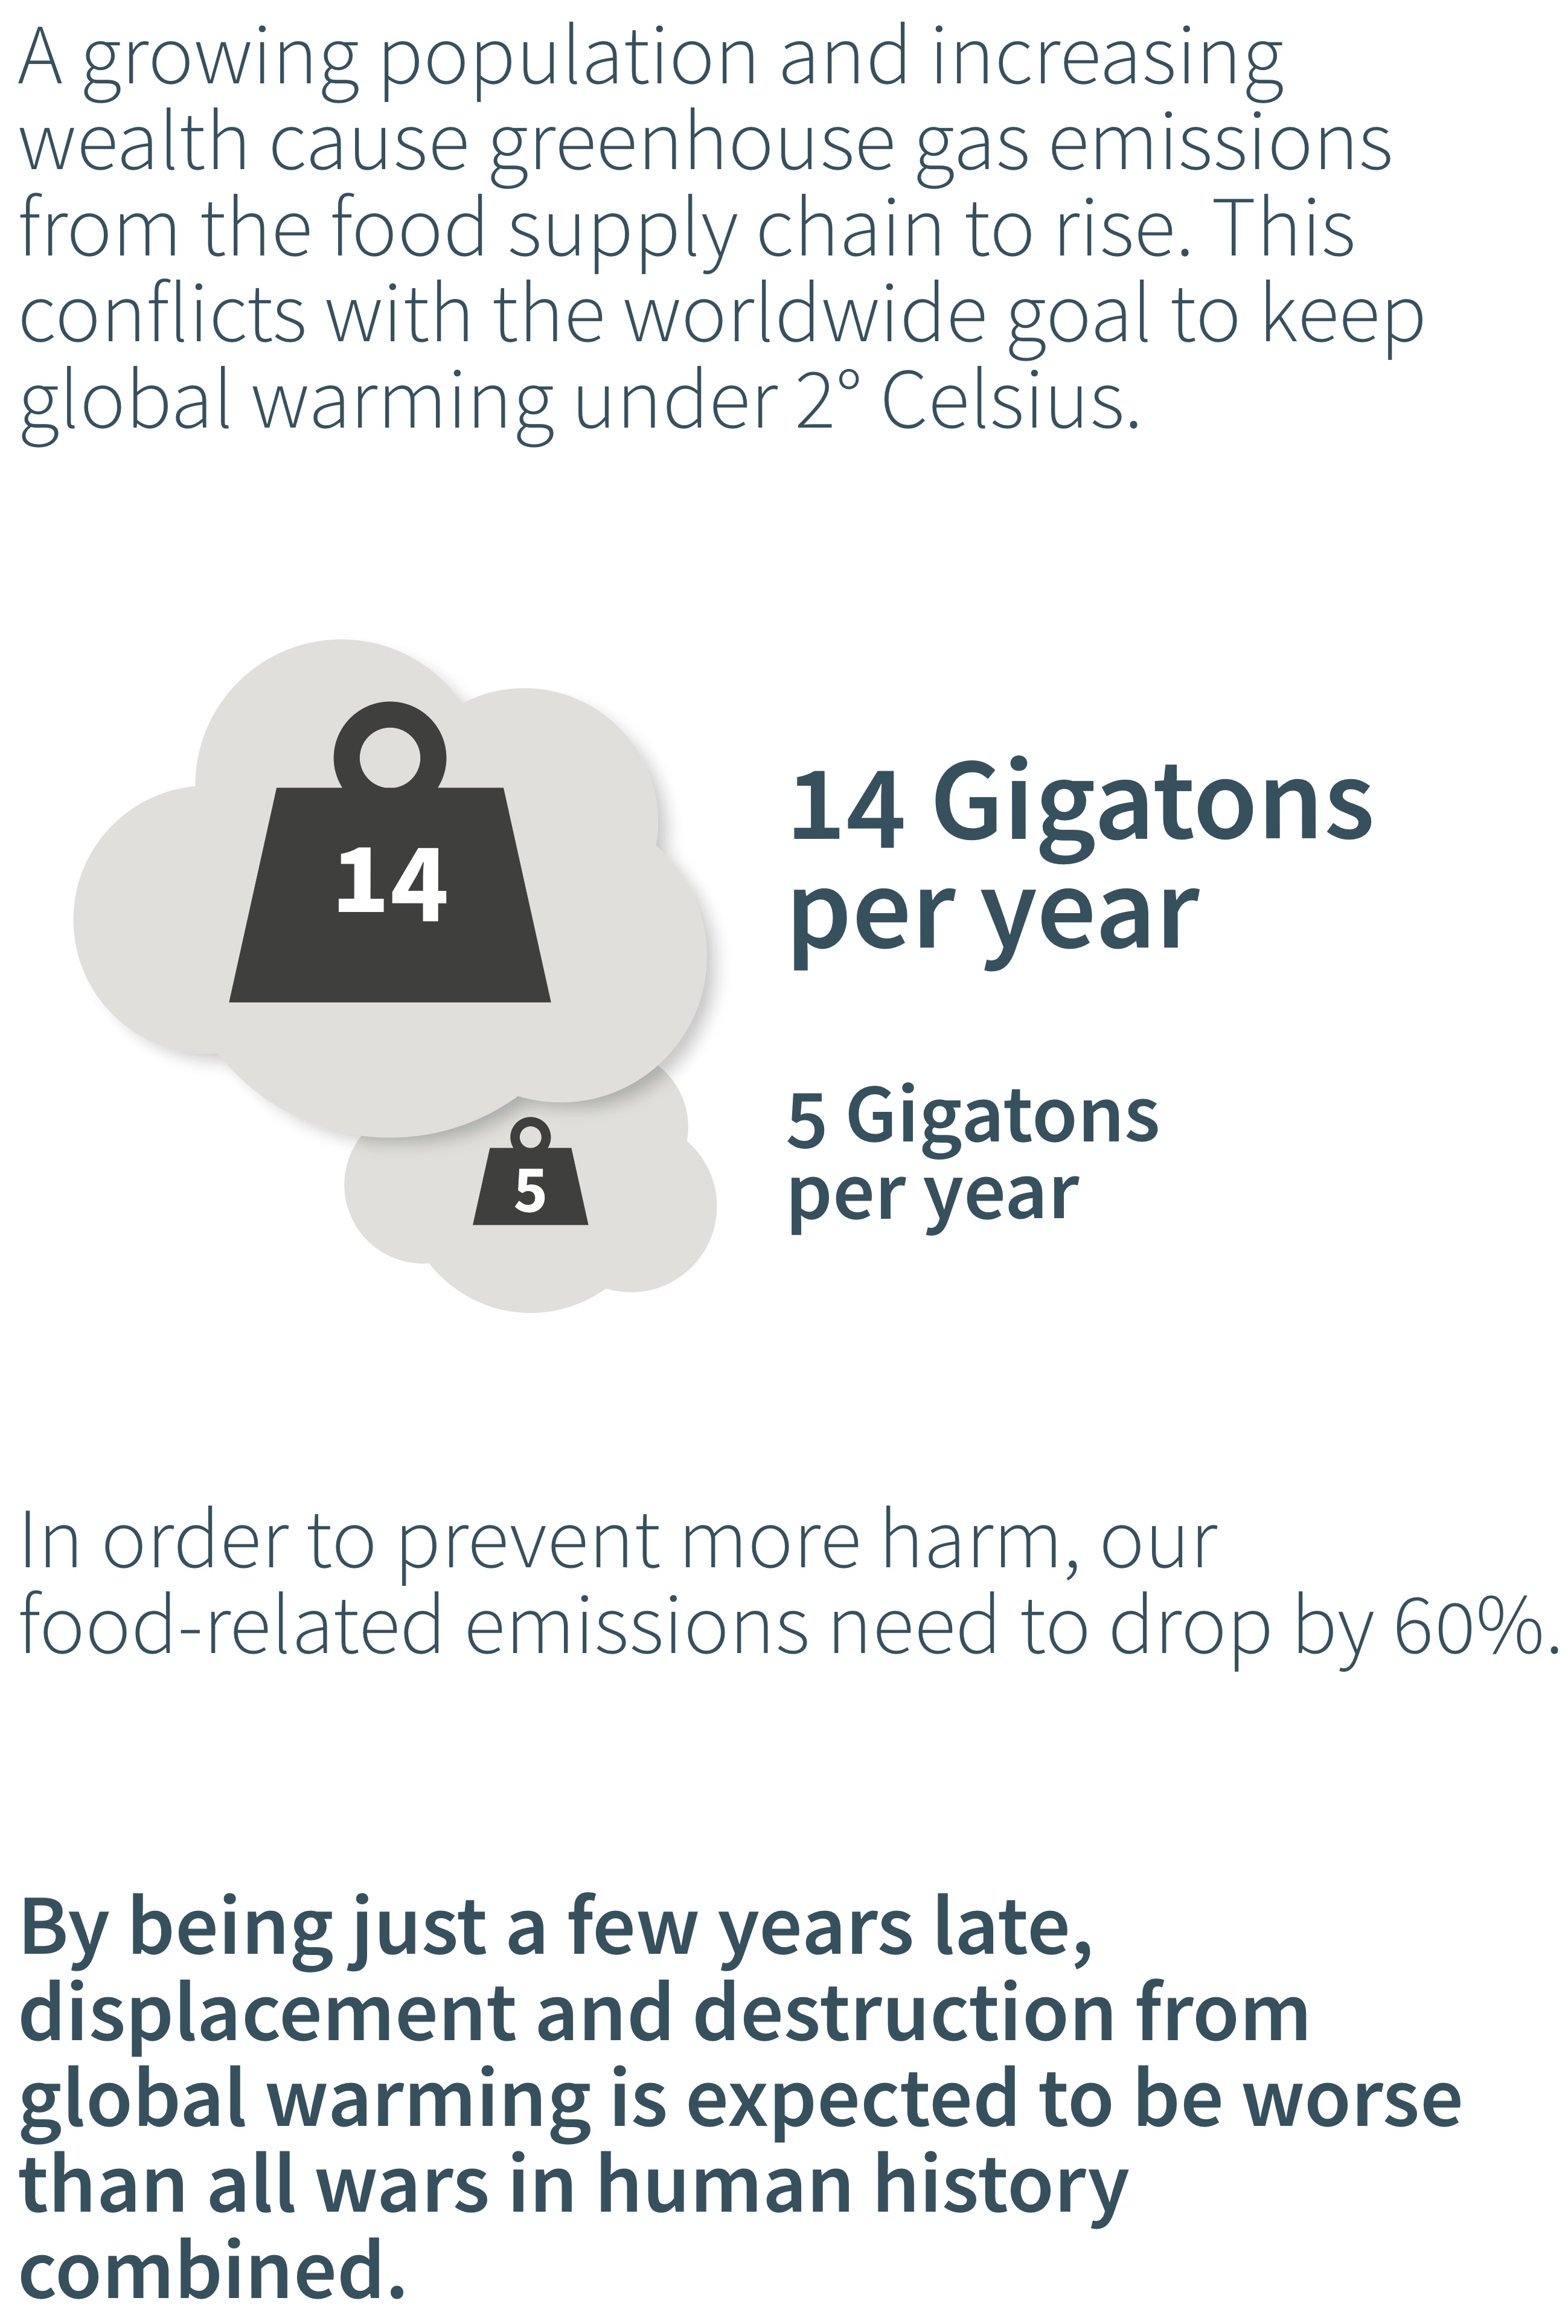 A growing population and increasing
wealth cause greenhouse gas emissions
from the food supply chain to rise. This
conflicts with the worldwide goal to keep
global warming under 2° Celsius.
14
14 Gigatons
per year
5
5 Gigatons
per year
In order to prevent more harm, our
food-related emissions need to drop by 60%.
By being just a few years late,
displacement and destruction from
global warming is expected to be worse
than all wars in human history
combined.